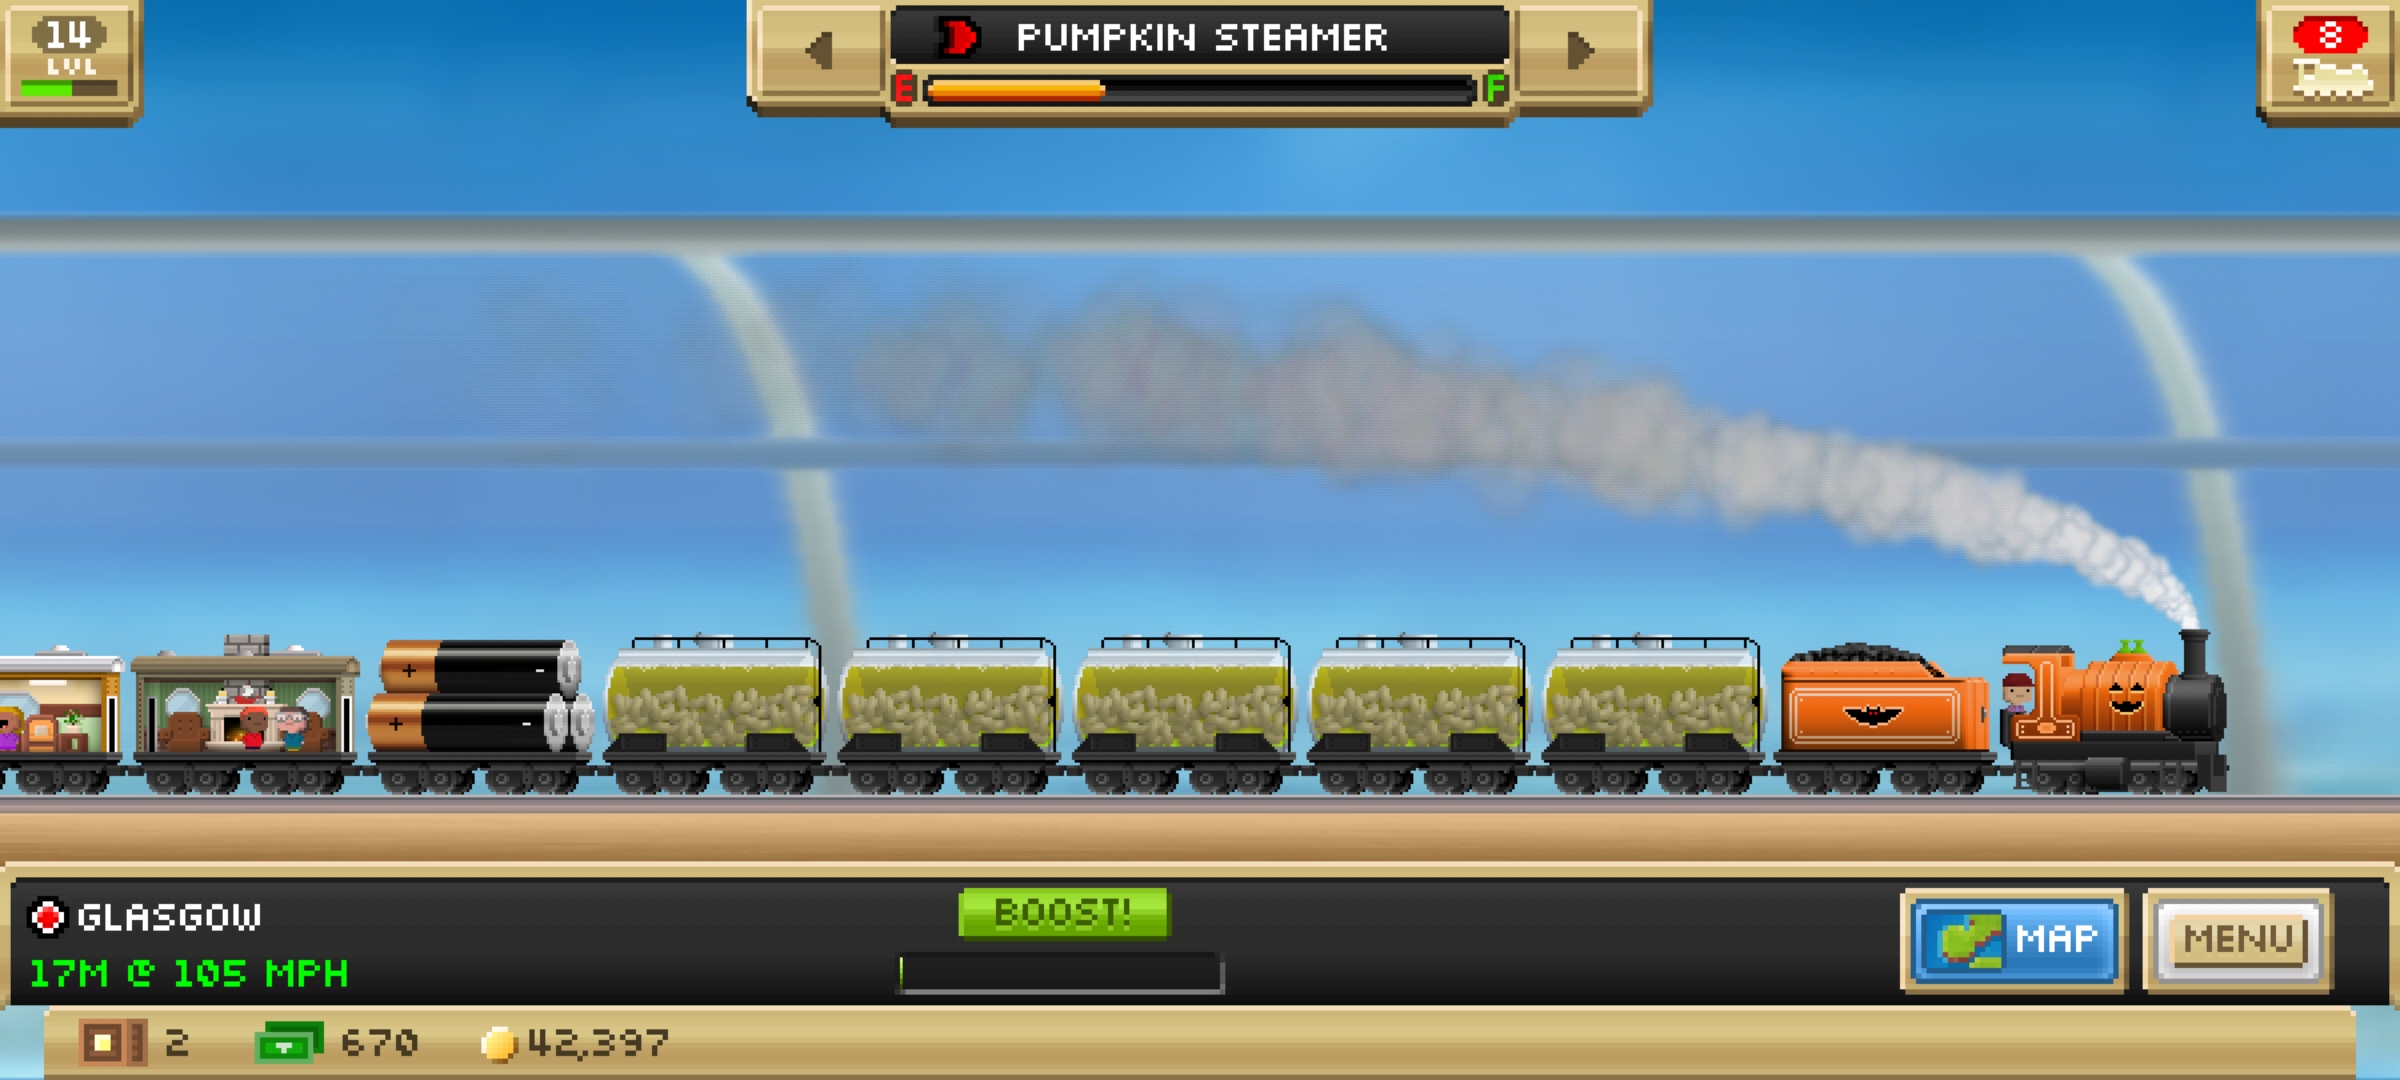 14
LVL
PUMPKIN STEAMER
E F
8
+ -
+ -
GLASGOW
17M @ 105 MPH
BOOST!
MAP
MENU
2 670 42,397